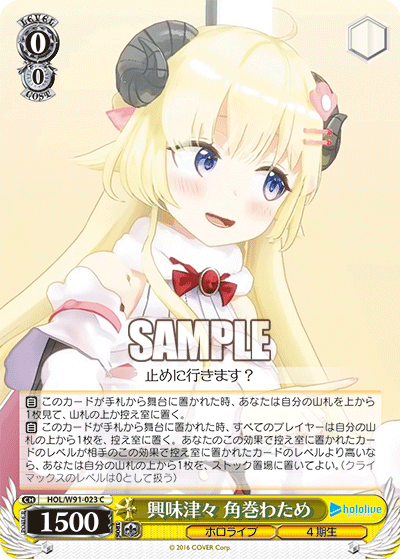 LEVEL
0
0
COST
SAMPLE
止めに行きます？
自 このカードが手札から舞台に置かれた時、あなたは自分の山札を上から1枚見て、山札の上か控え室に置く。
自 このカードが手札から舞台に置かれた時、すべてのプレイヤーは自分の山札の上から1枚を、控え室に置く。あなたのこの効果で控え室に置かれたカードのレベルが相手のこの効果で控え室に置かれたカードのレベルより高いなら、あなたは自分の山札の上から1枚を、ストック置場に置いてよい。（クライマックスのレベルは0として扱う）
CH HOL/W91-023 C
POWER
1500
興味津々 角巻わため
hololive
ホロライブ
4期生
©2016 COVER Corp.